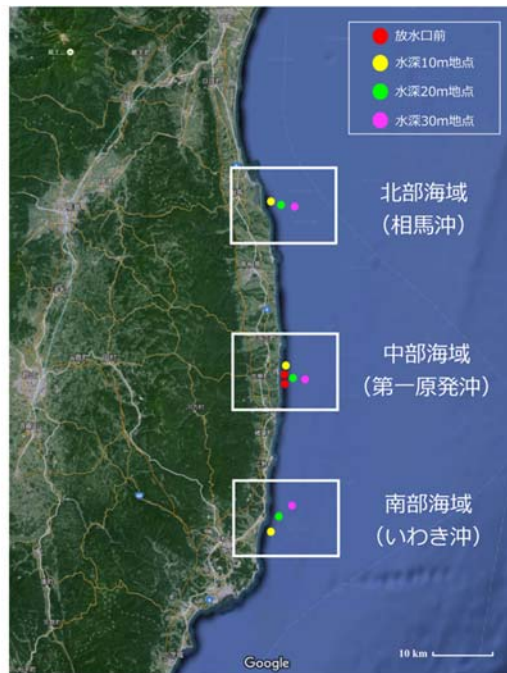 放水口前
水深10m地点
水深20m地点
水深30m地点
北部海域
（相馬沖）
中部海域
（第一原発沖）
南部海域
（いわき沖）
10 km
Google